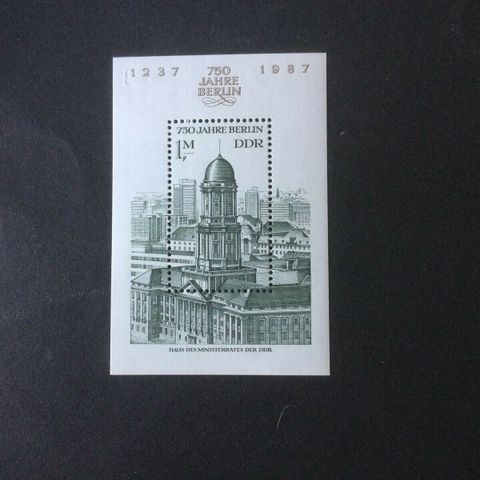 1237 750 1987
JAHRE
BERLIN
750 JAHRE BERLIN
1,-M DDR
HAUS DES MINISTERRATES DER DDR